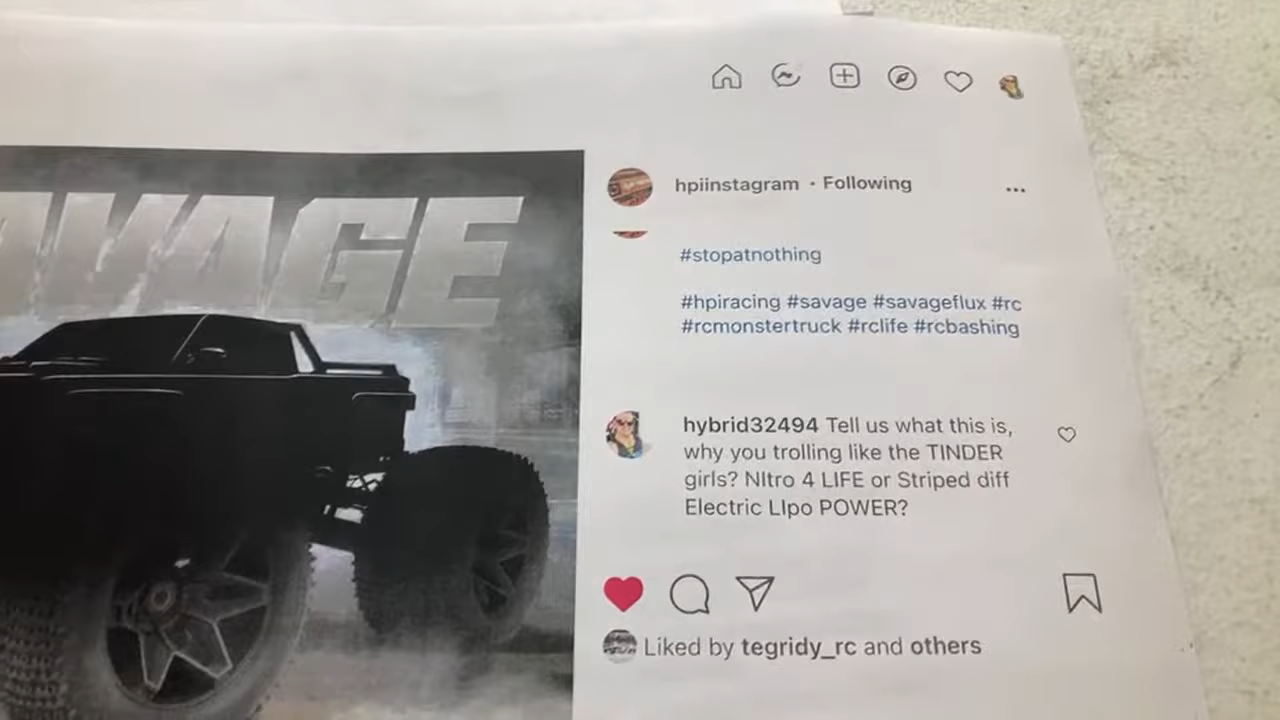 AVAGE
hpiinstagram • Following
#stopatnothing
#hpiracing #savage #savageflux #rc
#rcmonstertruck #rclife #rcbashing
hybrid32494 Tell us what this is,
why you trolling like the TINDER
girls? NItro 4 LIFE or Striped diff
Electric LIpo POWER?
Liked by tegridy_rc and others